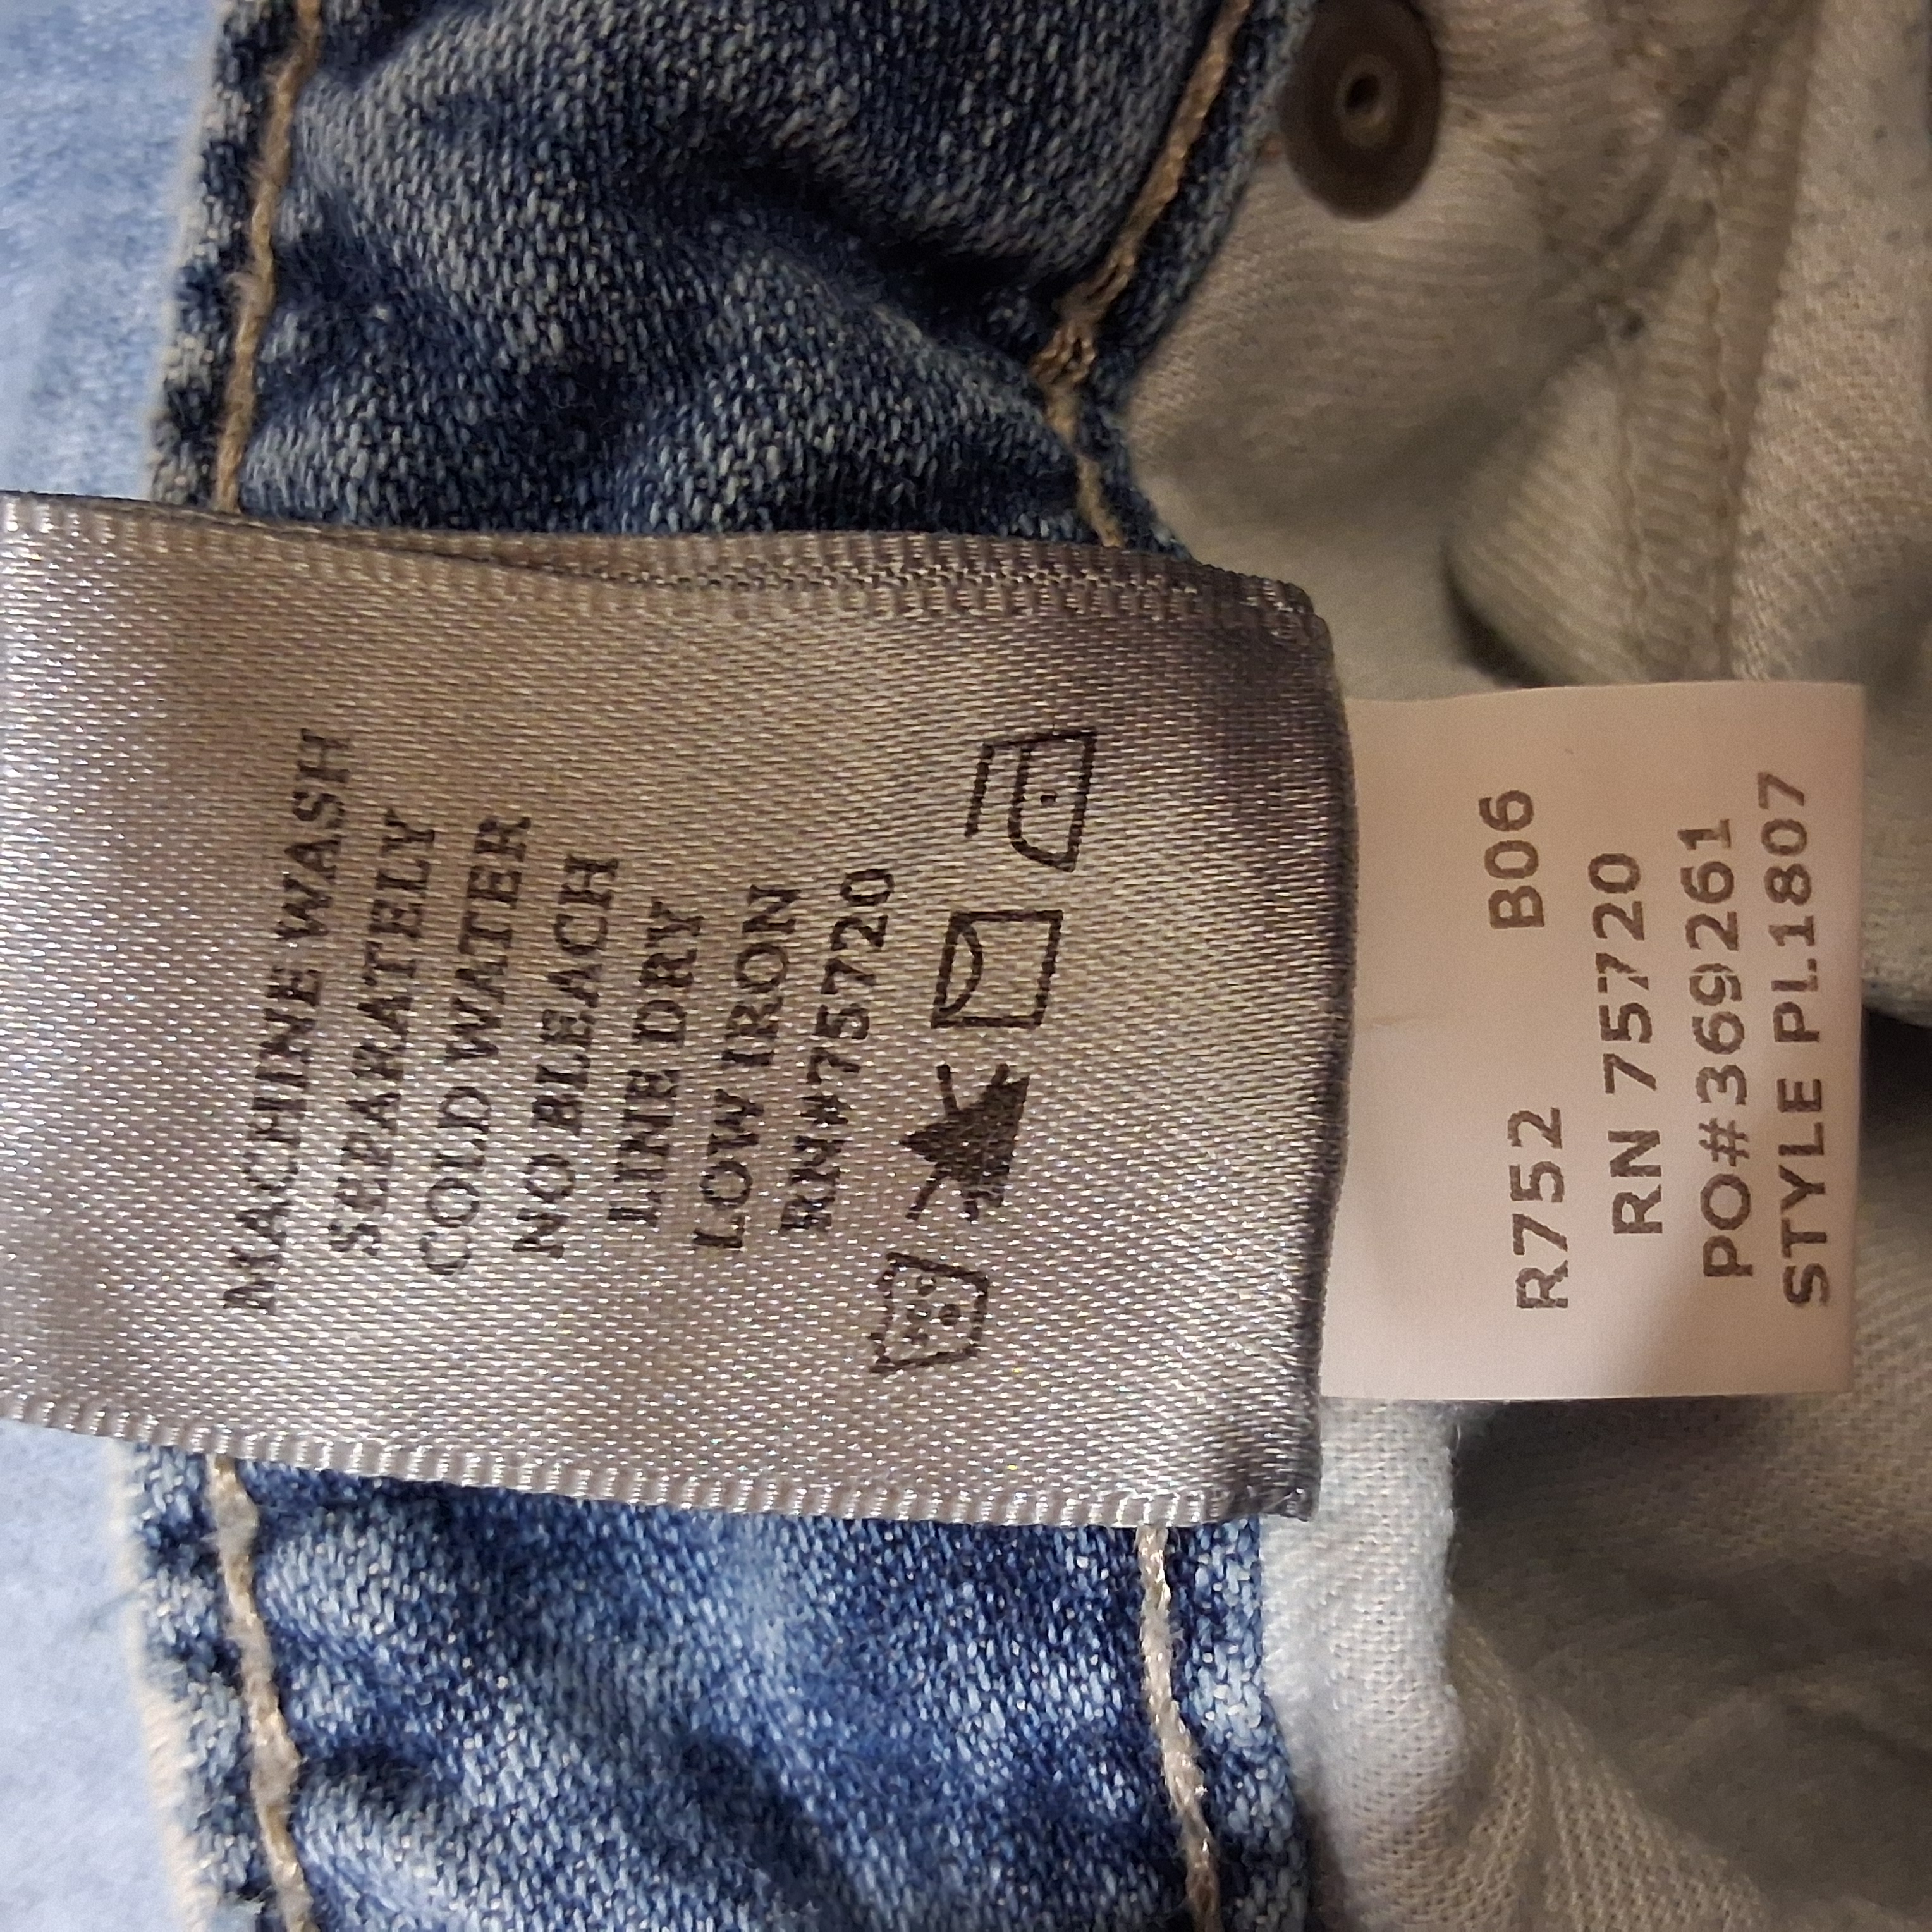 MACHINE WASH
SEPARATELY
COLD WATER
NO BLEACH
LINE DRY
LOW IRON
RN#75720
R752 B06
RN 75720
PO#369261
STYLE PL1807